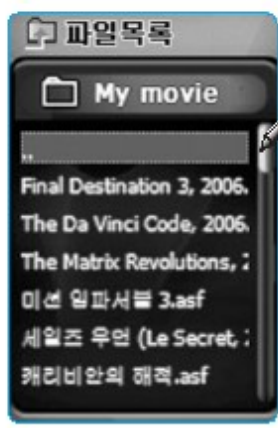 파일목록
My movie
..
Final Destination 3, 2006.
The Da Vinci Code, 2006.
The Matrix Revolutions, 2
미션 임파서블 3.asf
세일즈 우먼 (Le Secret, :
캐리비안의 해적.asf